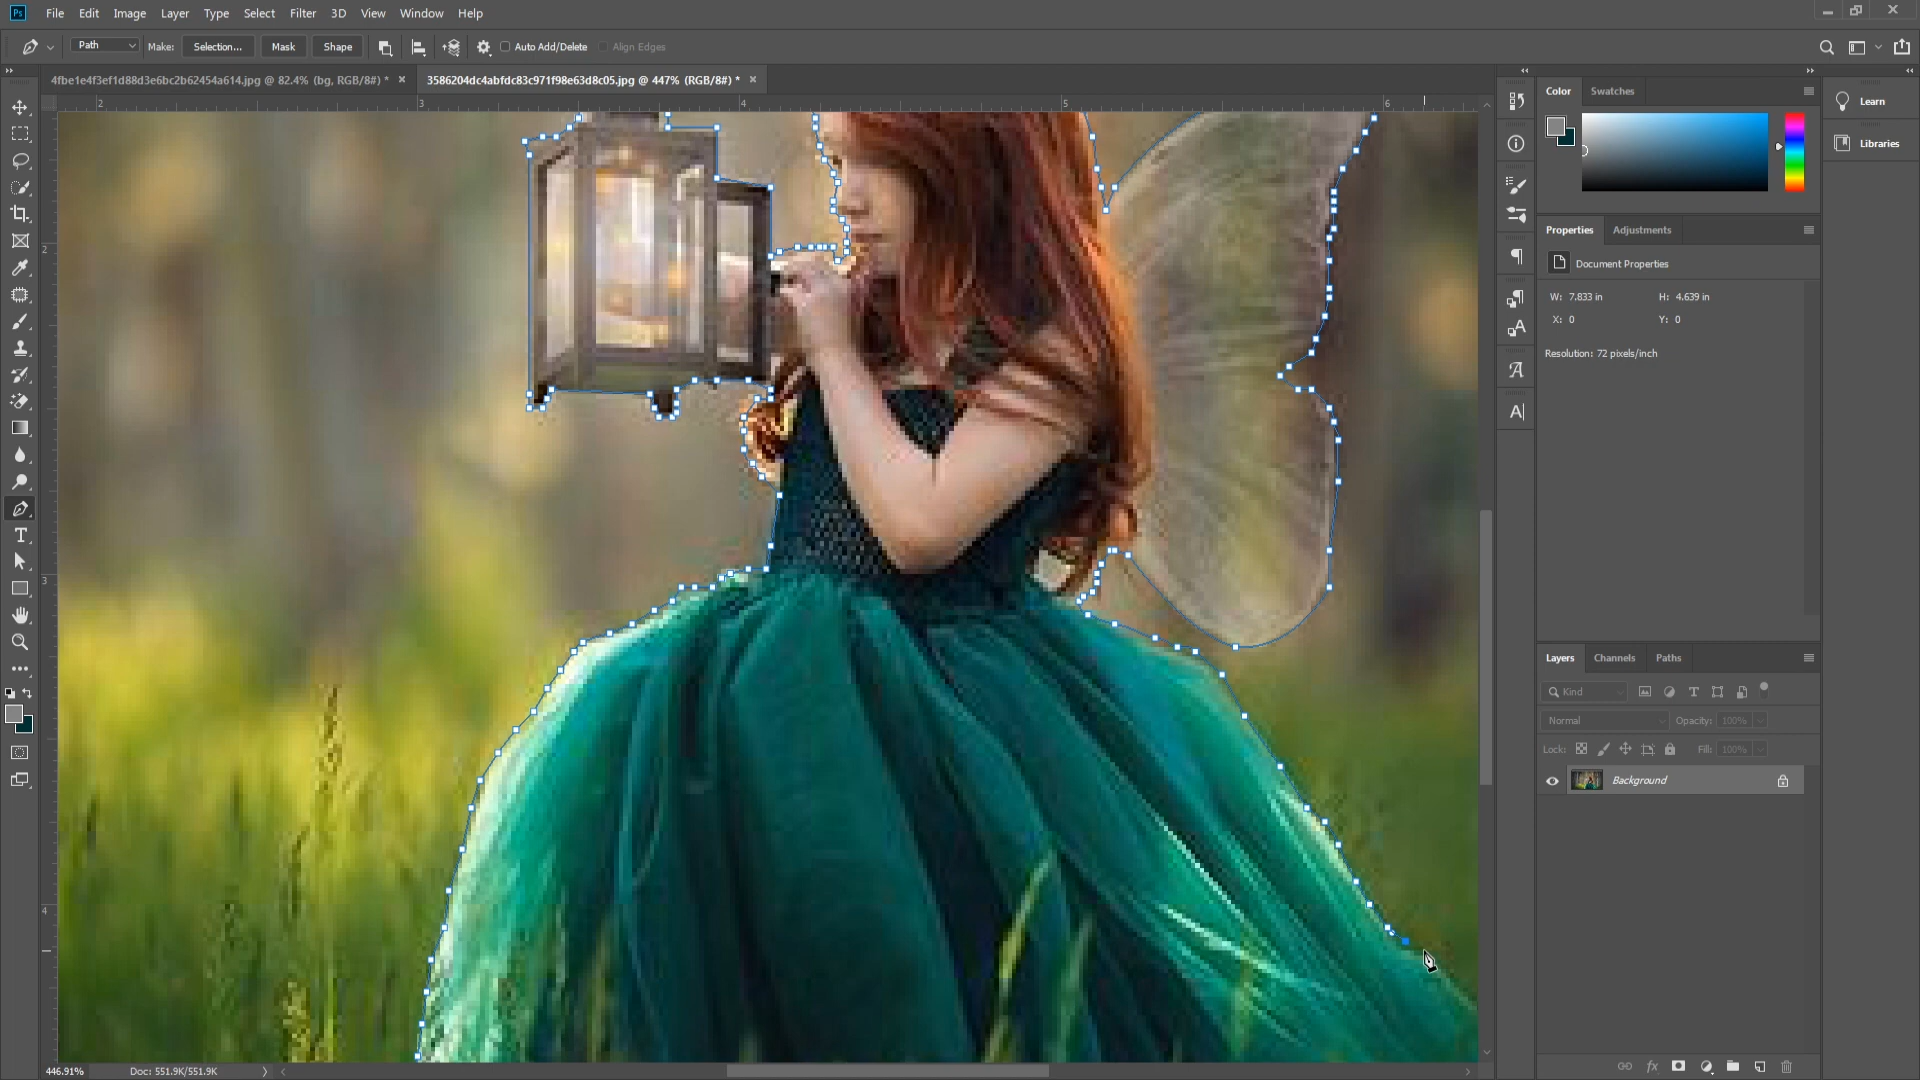 Ps File Edit Image Layer Type Select Filter 3D View Window Help
Path Make: Selection... Mask Shape Auto Add/Delete Align Edges
4fbe1e4f3ef1d88d3e6bc2b62454a614.jpg @ 82.4% (bg, RGB/8#) * 3586204dc4abfdc83c971f98e63d8c05.jpg @ 447% (RGB/8#) *
2 3 4 5 6
2
3
4
Color Swatches
Learn
Libraries
Properties Adjustments
Document Properties
W: 7.833 in H: 4.639 in
X: 0 Y: 0
Resolution: 72 pixels/inch
Layers Channels Paths
Kind
Normal Opacity: 100%
Lock: Fill: 100%
Background
446.91% Doc: 551.9K/551.9K